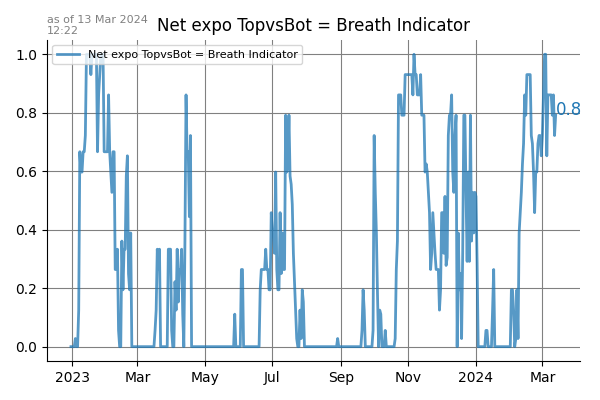 as of 13 Mar 2024
12:22
Net expo TopvsBot = Breath Indicator
Net expo TopvsBot = Breath Indicator
1.0
0.8
0.8
0.6
0.4
0.2
0.0
2023 Mar May Jul Sep Nov 2024 Mar